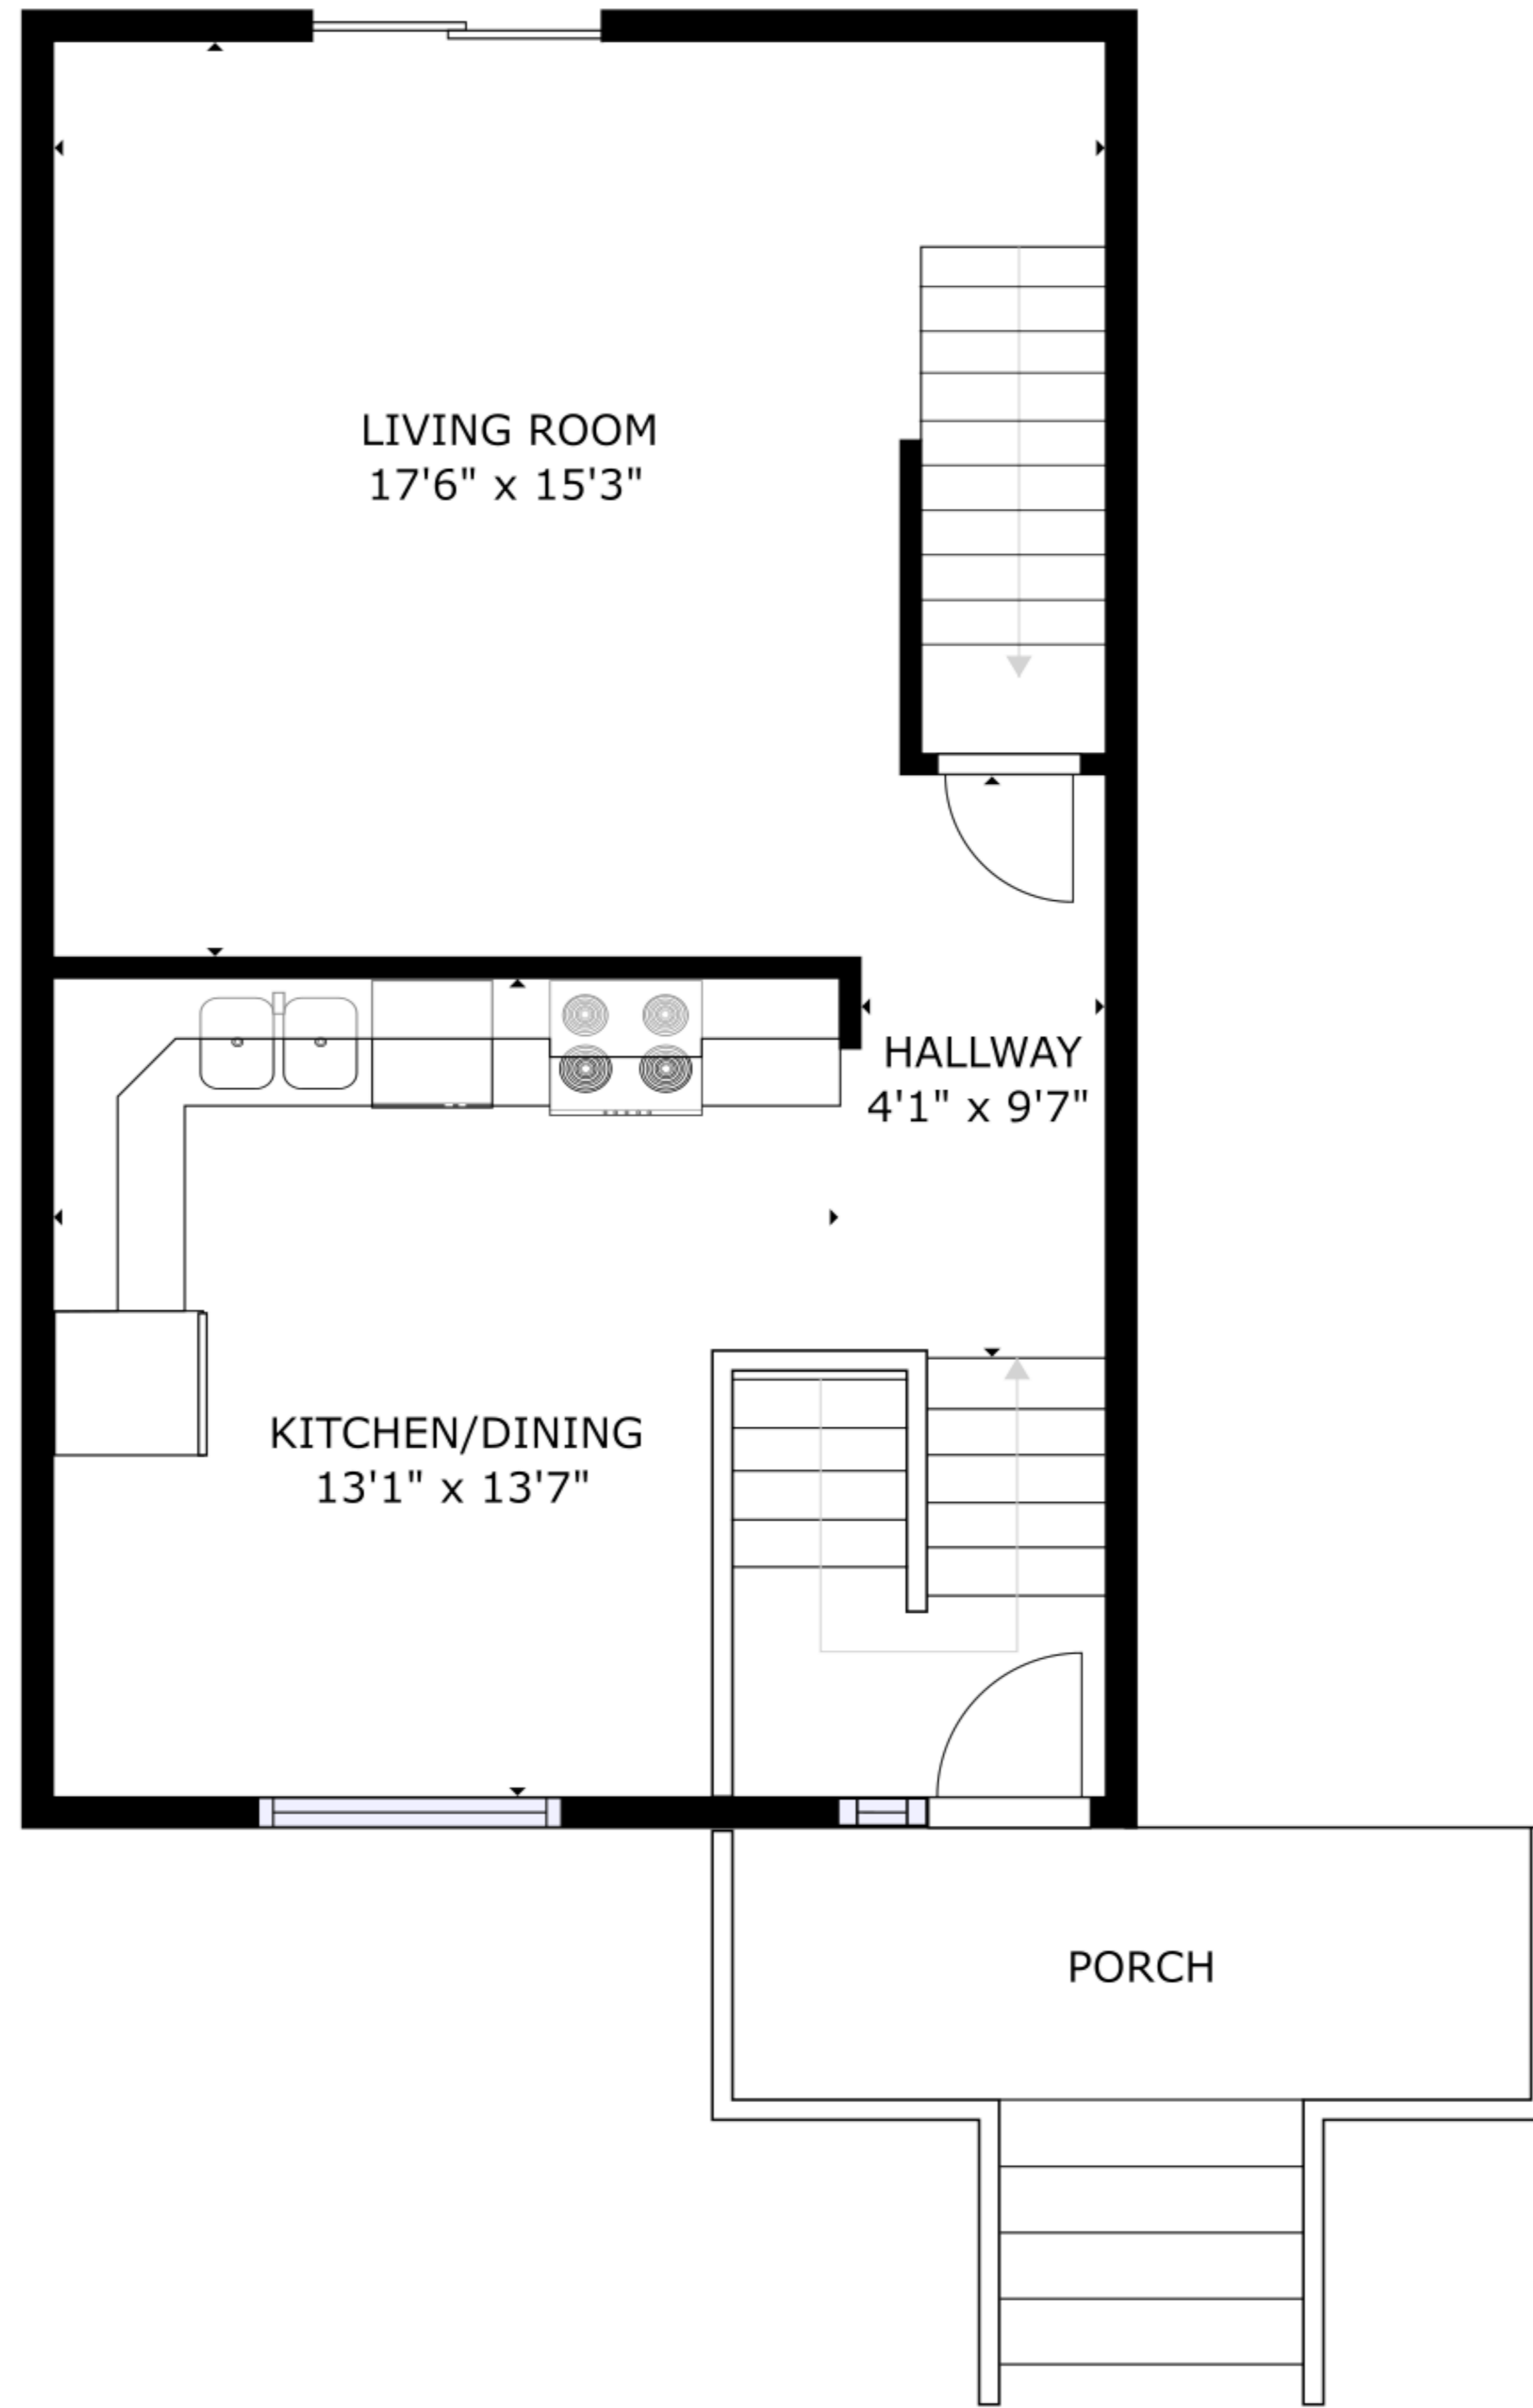 LIVING ROOM
17'6" x 15'3"
HALLWAY
4'1" x 9'7"
KITCHEN/DINING
13'1" x 13'7"
PORCH